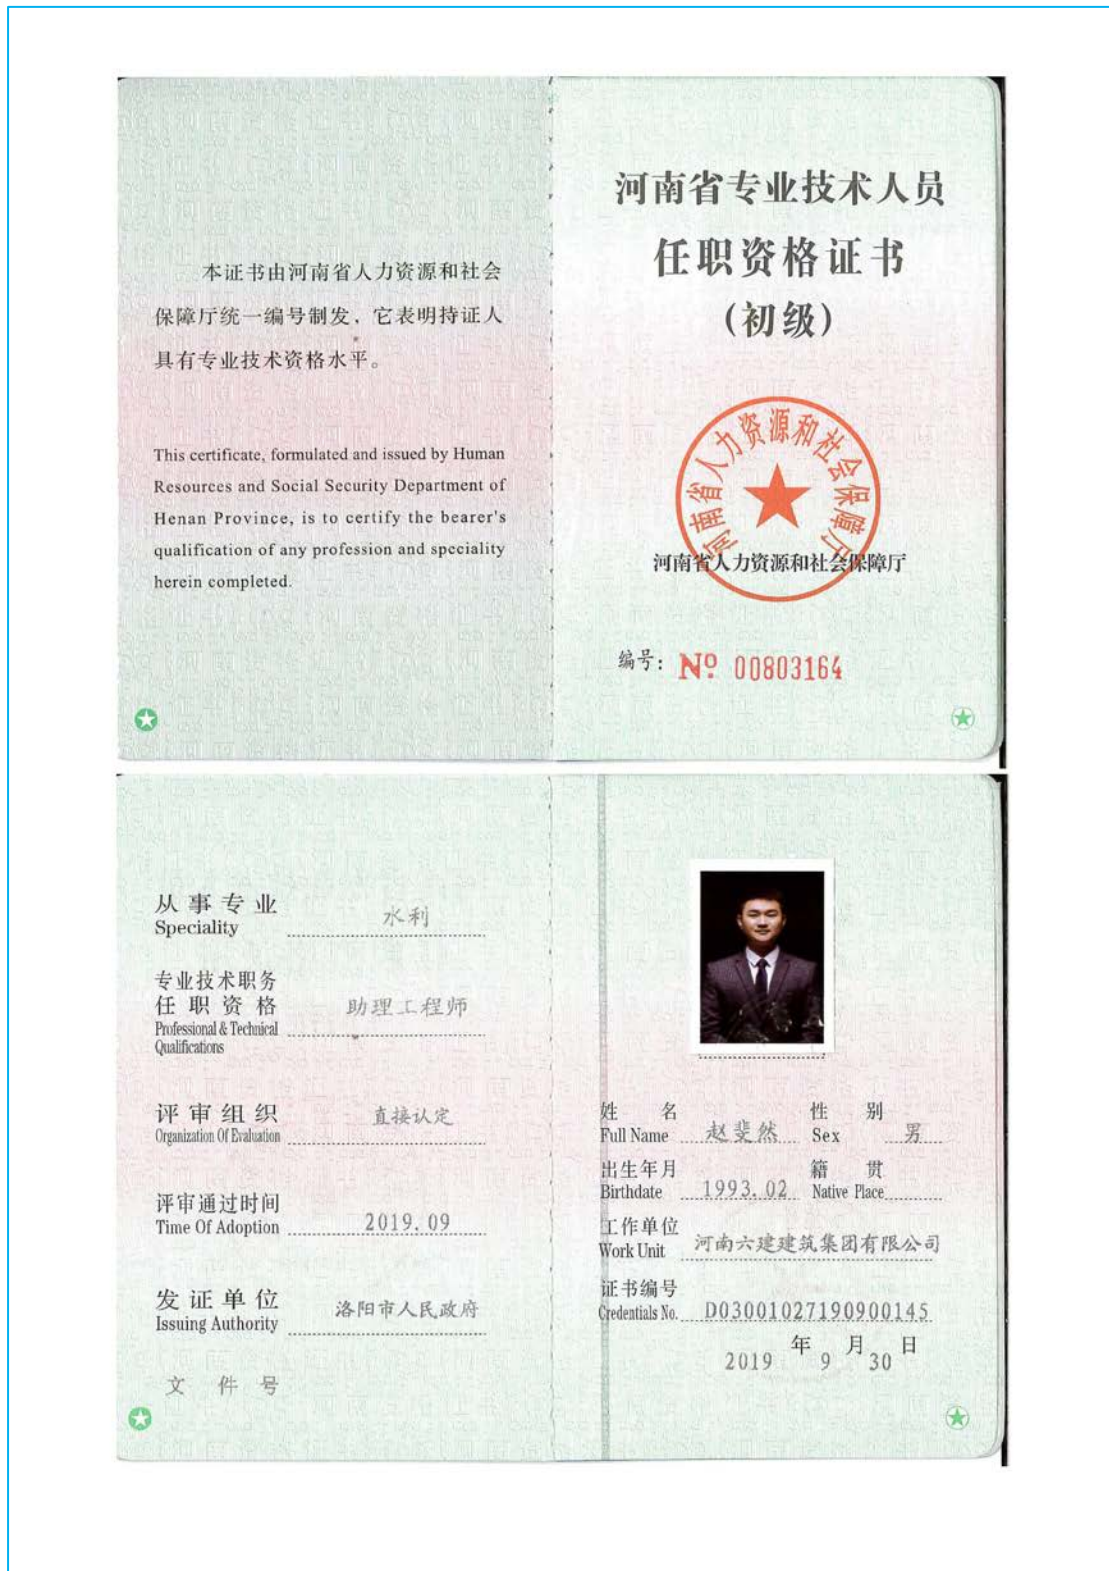 本证书由河南省人力资源和社会
保障厅统一编号制发，它表明持证人
具有专业技术资格水平。
This certificate, formulated and issued by Human
Resources and Social Security Department of
Henan Province, is to certify the bearer's
qualification of any profession and speciality
herein completed.
河南省专业技术人员
任职资格证书
（初级）
河南省人力资源和社会保障厅
河南省人力资源和社会保障厅
编号： Nº 00803164
从事专业 水利
Speciality
专业技术职务
任职资格 助理工程师
Professional & Technical
Qualifications
评审组织 直接认定
Organization Of Evaluation
评审通过时间
Time Of Adoption 2019.09
发证单位 洛阳市人民政府
Issuing Authority
文件号
姓名 赵斐然 性别 男
Full Name Sex
出生年月 籍贯
Birthdate 1993.02 Native Place
工作单位 河南六建建筑集团有限公司
Work Unit
证书编号
Credentials No. D03001027190900145
2019 年 9 月 30 日